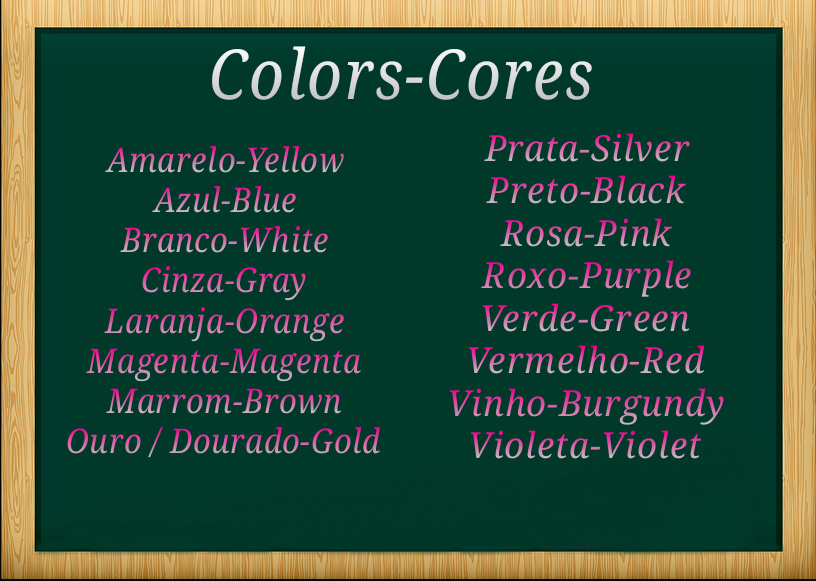 Colors-Cores
Amarelo-Yellow
Azul-Blue
Branco-White
Cinza-Gray
Laranja-Orange
Magenta-Magenta
Marrom-Brown
Ouro / Dourado-Gold
Prata-Silver
Preto-Black
Rosa-Pink
Roxo-Purple
Verde-Green
Vermelho-Red
Vinho-Burgundy
Violeta-Violet